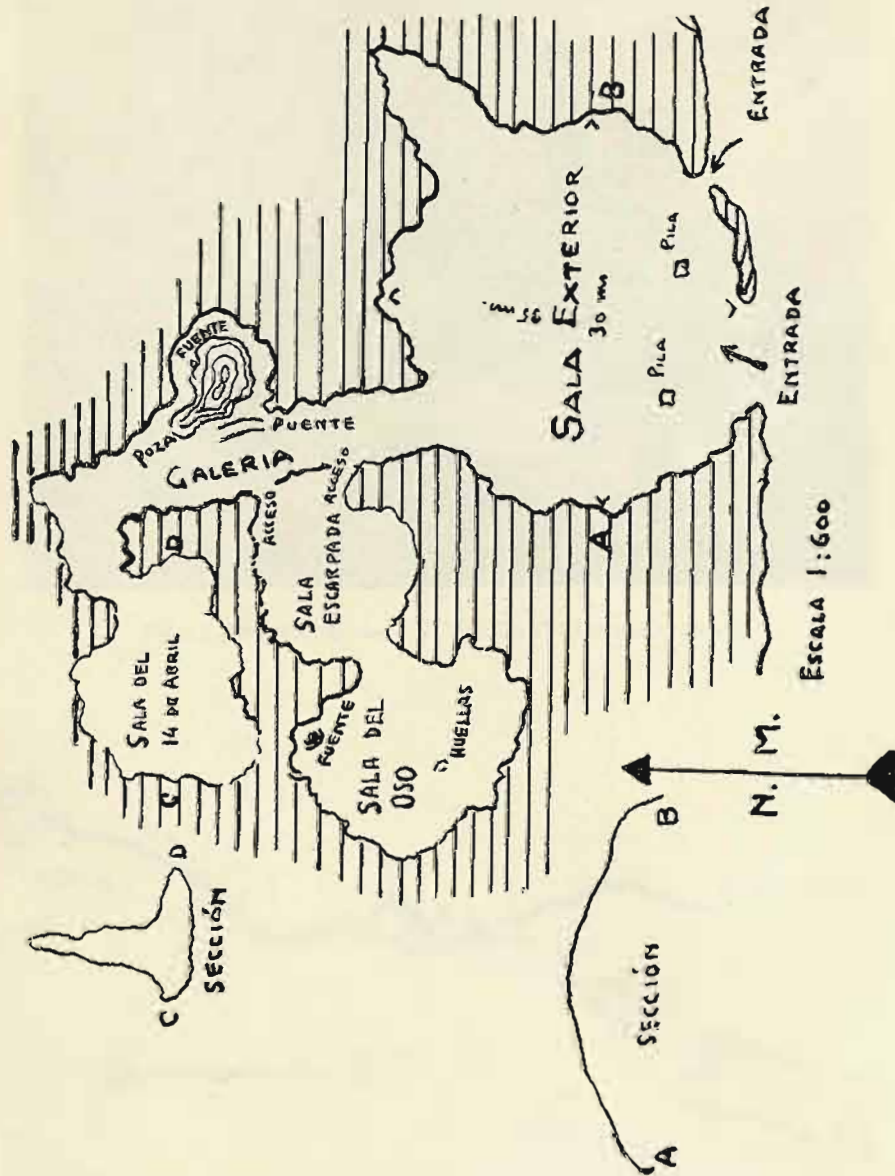 C
D
SECCIÓN
SALA DEL
14 DE ABRIL
C
D
POZA
FUENTE
GALERIA
PUENTE
ACCESO
ACCESO
SALA
ESCARPADA
FUENTE
SALA DEL
OSO
HUELLAS
SALA EXTERIOR
30 ms
A
B
PILA
PILA
ENTRADA
ENTRADA
A
B
SECCIÓN
N. M.
ESCALA 1:600